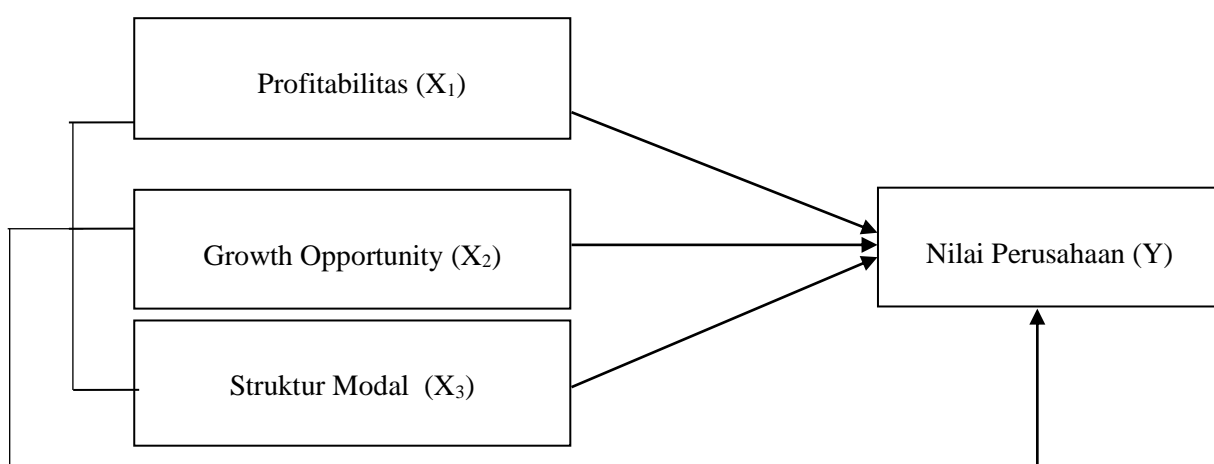 Profitabilitas (X₁)
Growth Opportunity (X₂)
Nilai Perusahaan (Y)
Struktur Modal (X₃)